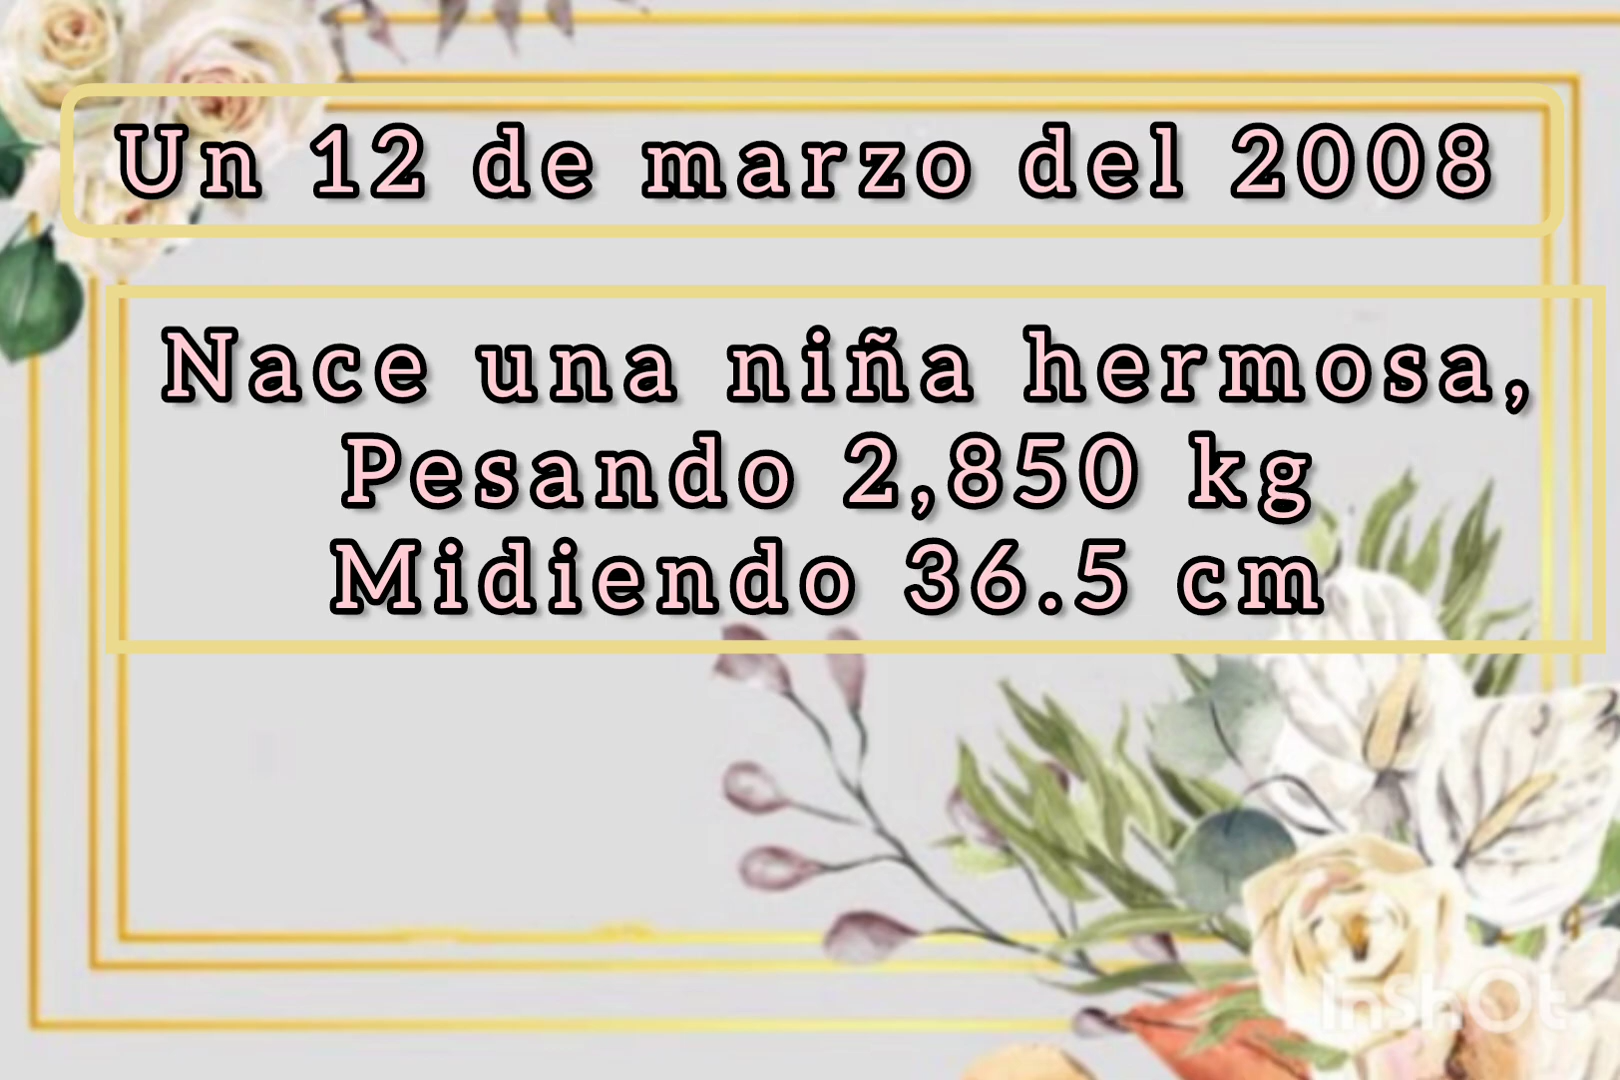 Un 12 de marzo del 2008
Nace una niña hermosa,
Pesando 2,850 kg
Midiendo 36.5 cm
InshOt